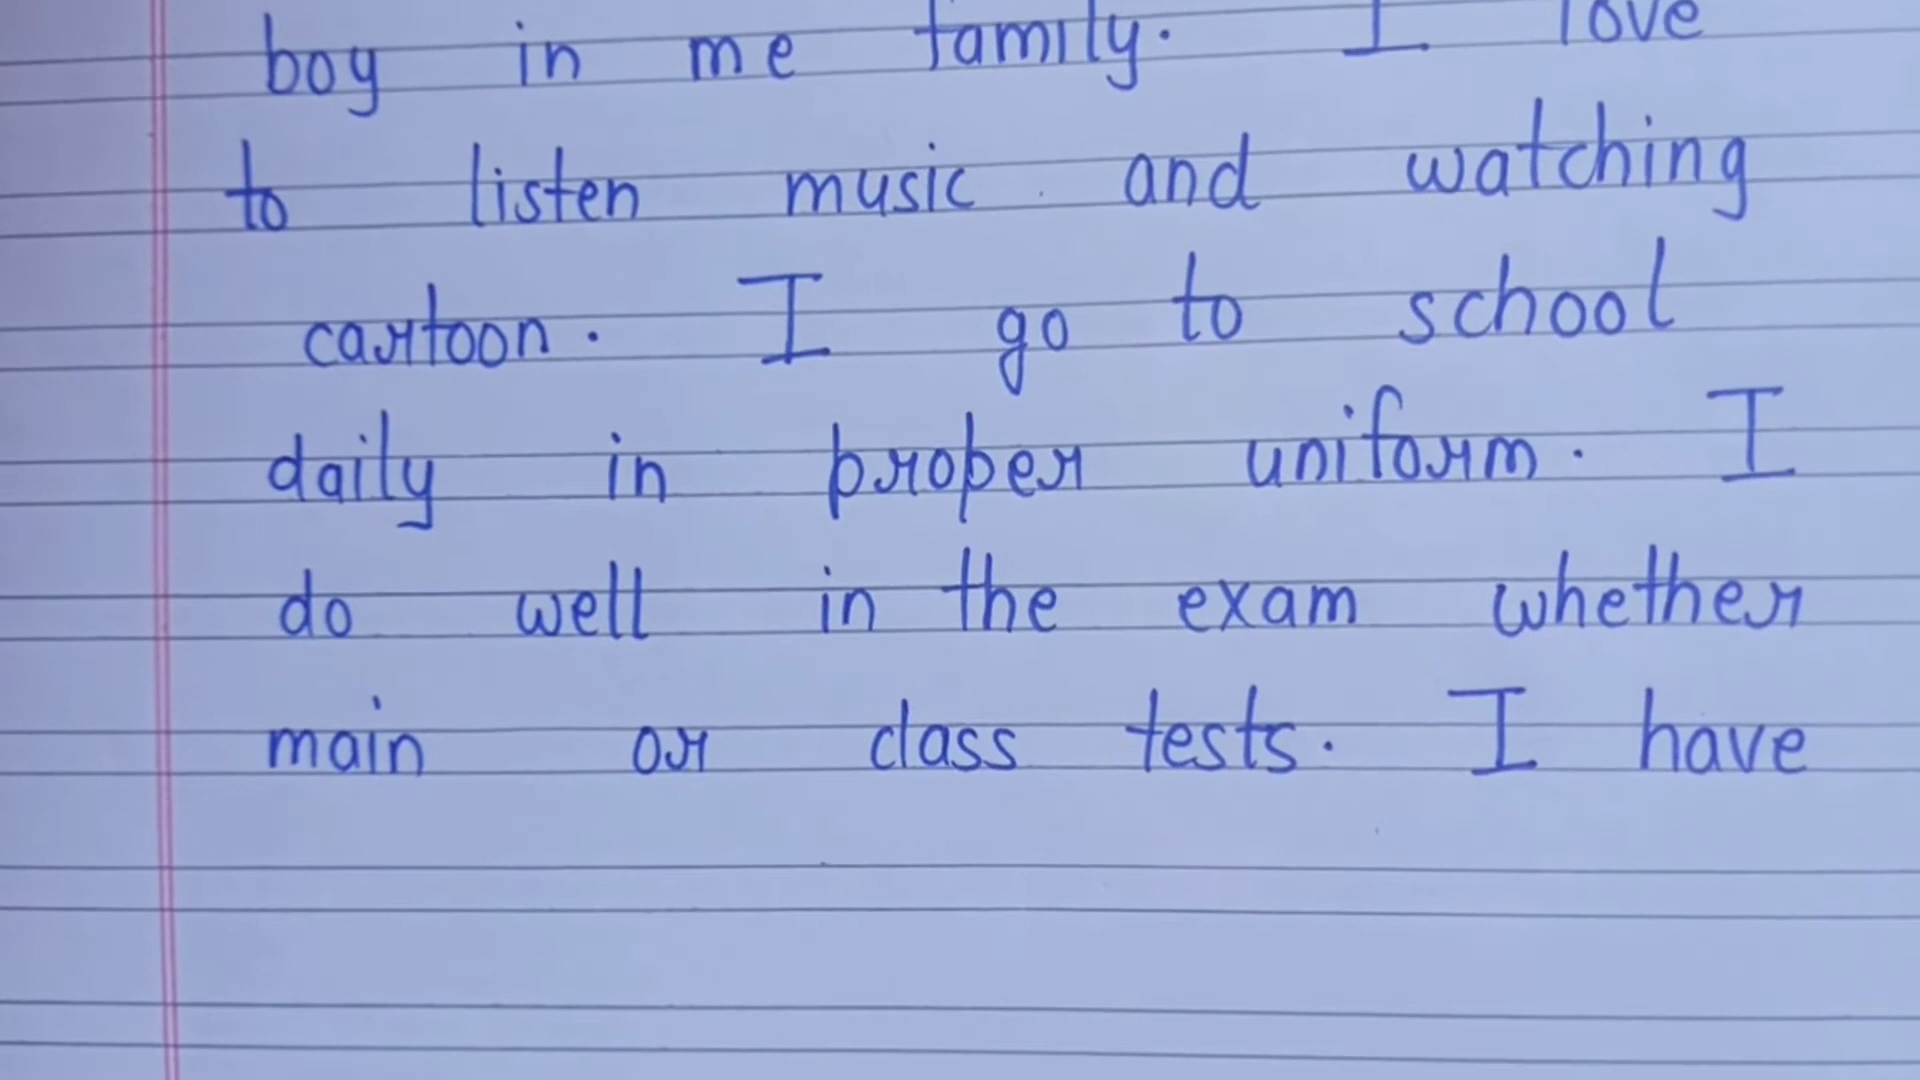 boy in me family. I love
to listen music and watching
cartoon. I go to school
daily in proper uniform. I
do well in the exam whether
main or class tests. I have